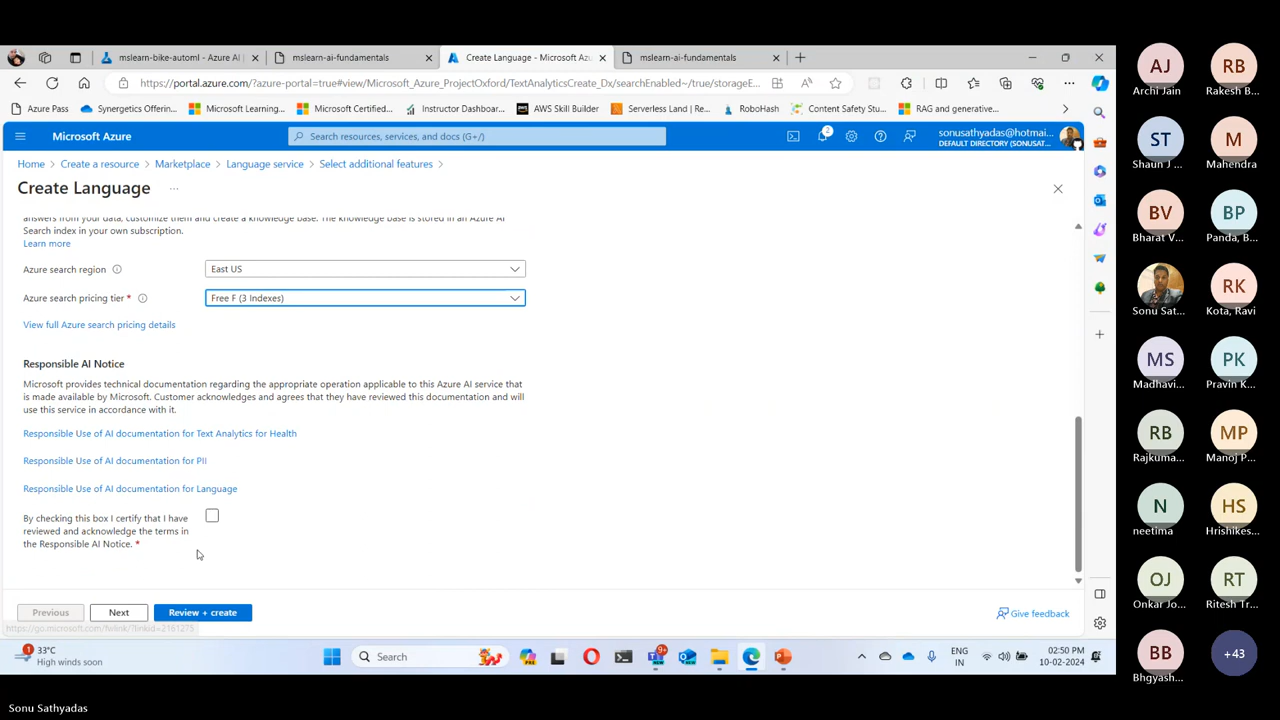 mslearn-bike-automl - Azure AI |
mslearn-ai-fundamentals
Create Language - Microsoft Azu
mslearn-ai-fundamentals
https://portal.azure.com/?azure-portal=true#view/Microsoft_Azure_ProjectOxford/TextAnalyticsCreate_Dx/searchEnabled~/true/storageE...
Azure Pass
Synergetics Offerin...
Microsoft Learning...
Microsoft Certified...
Instructor Dashboar...
AWS Skill Builder
Serverless Land | Re...
RoboHash
Content Safety Stu...
RAG and generative...
Microsoft Azure
Search resources, services, and docs (G+/)
2
sonusathyadas@hotmai...
DEFAULT DIRECTORY (SONUSAT...
Home
Create a resource
Marketplace
Language service
Select additional features
Create Language
...
answers from your data, customize them and create a knowledge base. The knowledge base is stored in an Azure AI
Search index in your own subscription.
Learn more
Azure search region
East US
Azure search pricing tier *
Free F (3 Indexes)
View full Azure search pricing details
Responsible AI Notice
Microsoft provides technical documentation regarding the appropriate operation applicable to this Azure AI service that
is made available by Microsoft. Customer acknowledges and agrees that they have reviewed this documentation and will
use this service in accordance with it.
Responsible Use of AI documentation for Text Analytics for Health
Responsible Use of AI documentation for PII
Responsible Use of AI documentation for Language
By checking this box I certify that I have
reviewed and acknowledge the terms in
the Responsible AI Notice. *
Previous
Next
Review + create
Give feedback
https://go.microsoft.com/fwlink/?linkid=2161275
1
33°C
High winds soon
Search
PRE
9+
ENG
IN
02:50 PM
10-02-2024
AJ
Archi Jain
RB
Rakesh B...
ST
Shaun J ...
M
Mahendra
BV
Bharat V...
BP
Panda, B...
Sonu Sat...
RK
Kota, Ravi
MS
Madhavi...
PK
Pravin K...
RB
Rajkuma...
MP
Manoj P...
N
neetima
HS
Hrishikes...
OJ
Onkar Jo...
RT
Ritesh Tr...
BB
Bhgyash...
+43
Sonu Sathyadas